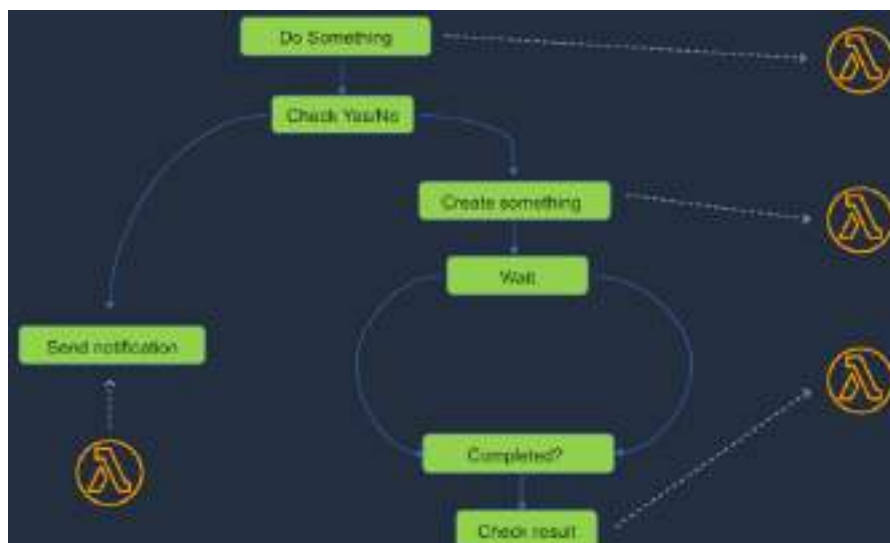 Do Something
Check Yes/No
Create something
Wait
Send notification
Completed?
Check result